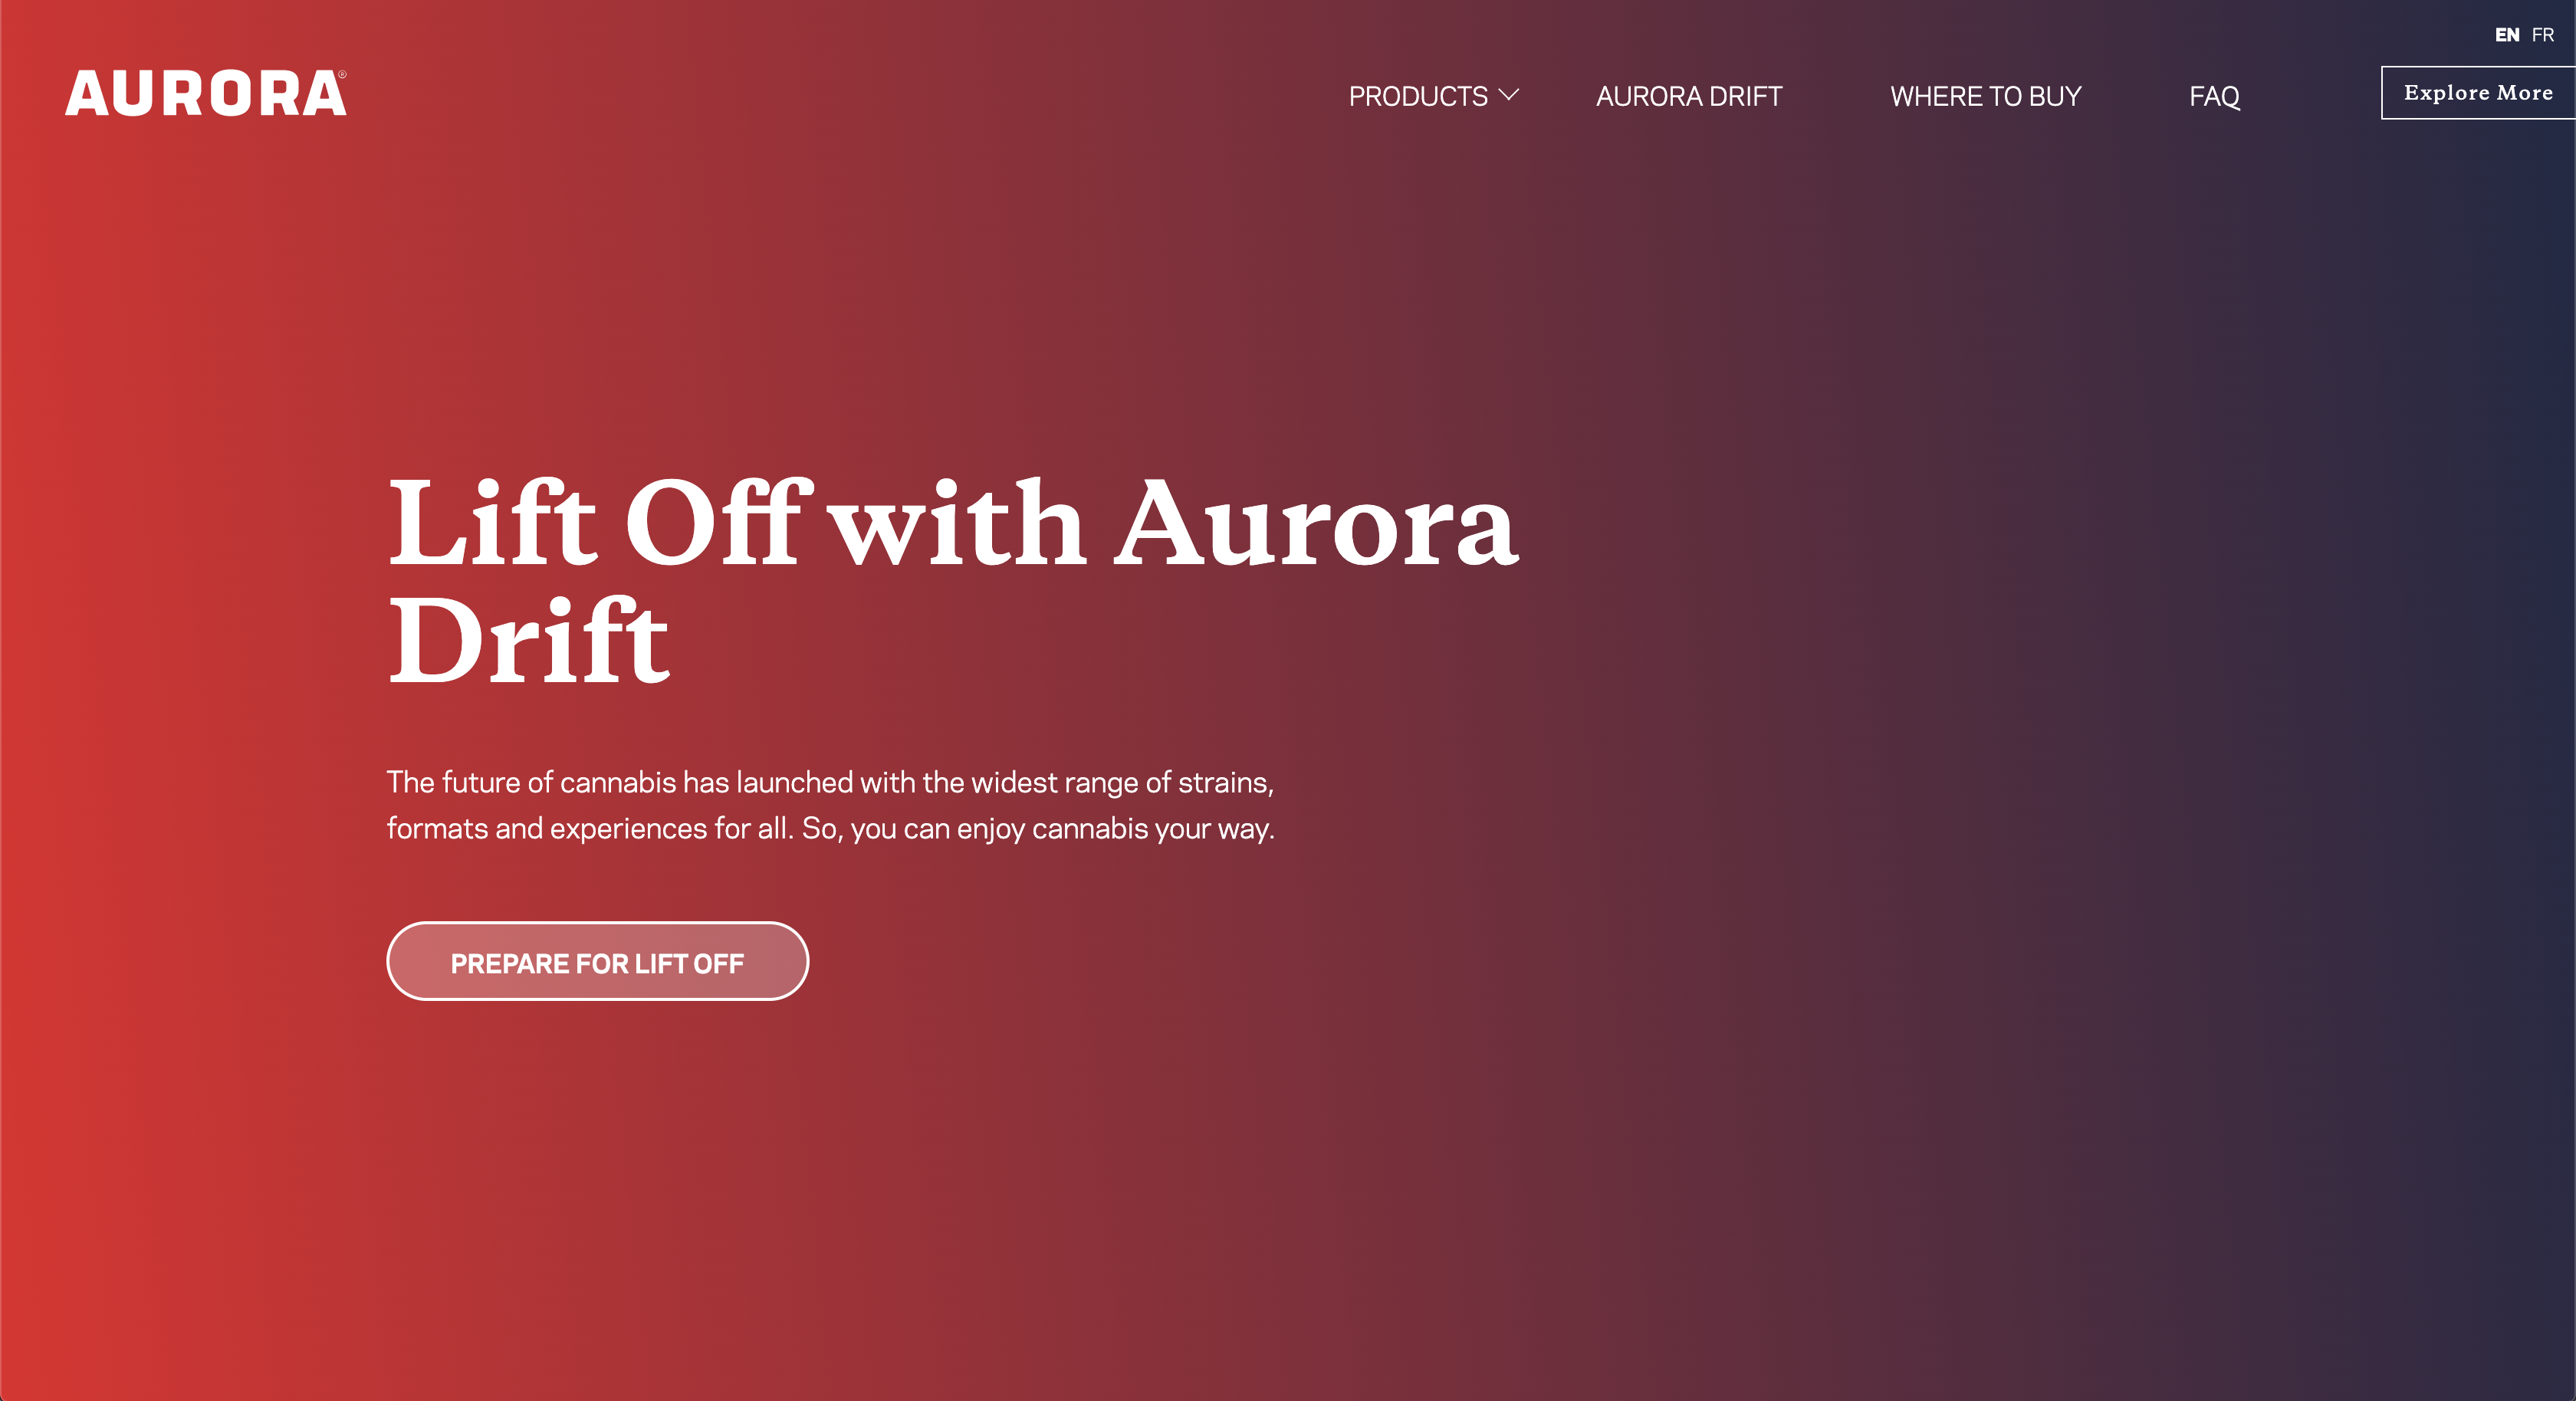 EN FR
AURORA®
PRODUCTS
AURORA DRIFT
WHERE TO BUY
FAQ
Explore More
Lift Off with Aurora
Drift
The future of cannabis has launched with the widest range of strains,
formats and experiences for all. So, you can enjoy cannabis your way.
PREPARE FOR LIFT OFF